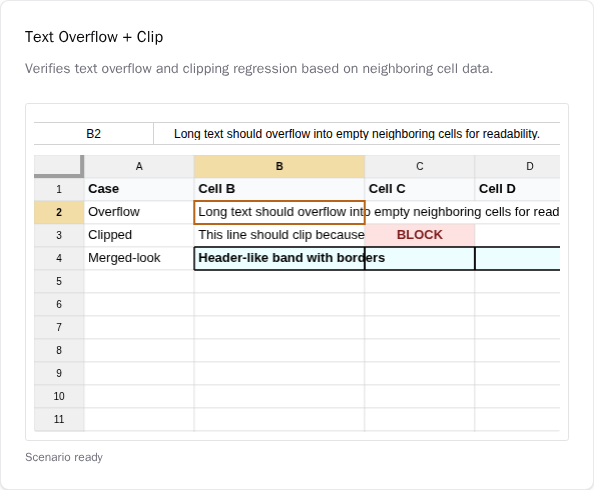 Text Overflow + Clip
Verifies text overflow and clipping regression based on neighboring cell data.
B2 Long text should overflow into empty neighboring cells for readability.
A B C D
1 Case Cell B Cell C Cell D
2 Overflow Long text should overflow into empty neighboring cells for read
3 Clipped This line should clip because BLOCK
4 Merged-look Header-like band with borders
5
6
7
8
9
10
11
Scenario ready